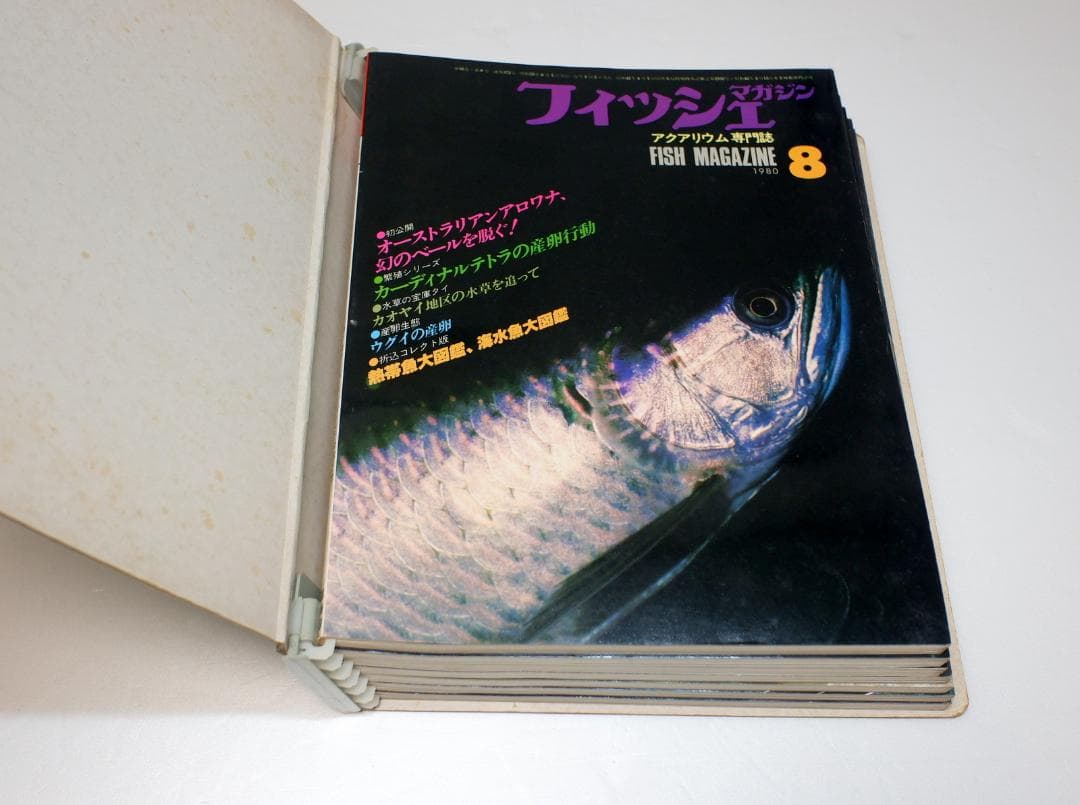 フィッシュマガジン
アクアリウム専門誌
FISH MAGAZINE 8
1980
●初公開
オーストラリアンアロワナ、
幻のベールを脱ぐ!
●繁殖シリーズ
カーディナルテトラの産卵行動
●水草の宝庫タイ
カオヤイ地区の水草を追って
●産卵生態
ウグイの産卵
●折込コレクト版
熱帯魚大図鑑、海水魚大図鑑